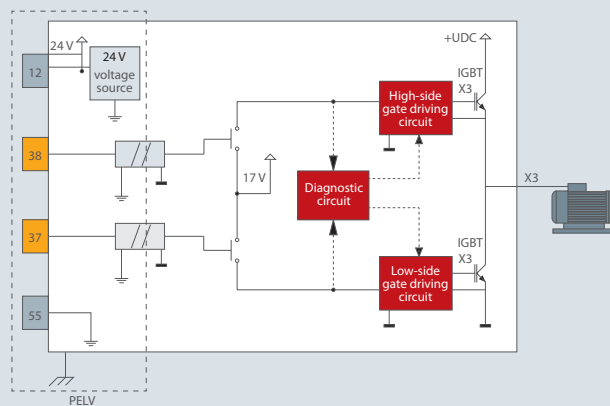 +UDC
24 V
24 V
voltage
source
12
High-side
gate driving
circuit
IGBT
X3
38
17 V
Diagnostic
circuit
X3
37
Low-side
gate driving
circuit
IGBT
X3
55
PELV